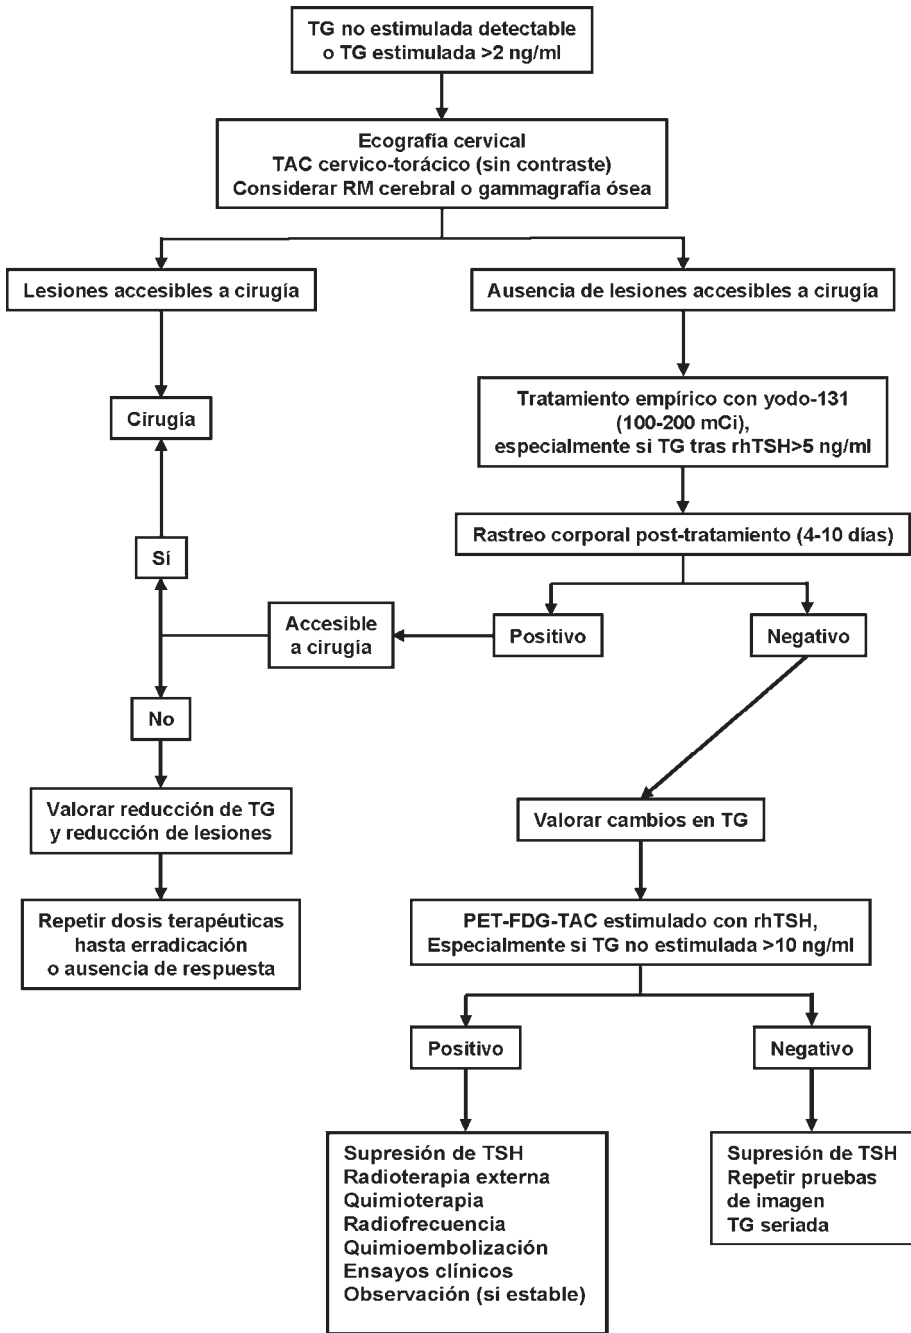 TG no estimulada detectable
o TG estimulada >2 ng/ml
Ecografía cervical
TAC cervico-torácico (sin contraste)
Considerar RM cerebral o gammagrafía ósea
Lesiones accesibles a cirugía
Ausencia de lesiones accesibles a cirugía
Cirugía
Tratamiento empírico con yodo-131
(100-200 mCi),
especialmente si TG tras rhTSH>5 ng/ml
Rastreo corporal post-tratamiento (4-10 días)
Sí
Accesible
a cirugía
Positivo
Negativo
No
Valorar reducción de TG
y reducción de lesiones
Valorar cambios en TG
Repetir dosis terapéuticas
hasta erradicación
o ausencia de respuesta
PET-FDG-TAC estimulado con rhTSH,
Especialmente si TG no estimulada >10 ng/ml
Positivo
Negativo
Supresión de TSH
Radioterapia externa
Quimioterapia
Radiofrecuencia
Quimioembolización
Ensayos clínicos
Observación (si estable)
Supresión de TSH
Repetir pruebas
de imagen
TG seriada